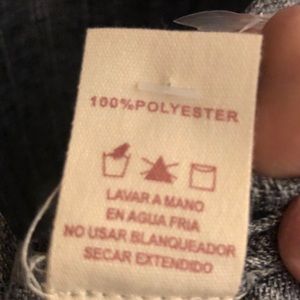 100%POLYESTER
LAVAR A MANO
EN AGUA FRIA
NO USAR BLANQUEADOR
SECAR EXTENDIDO